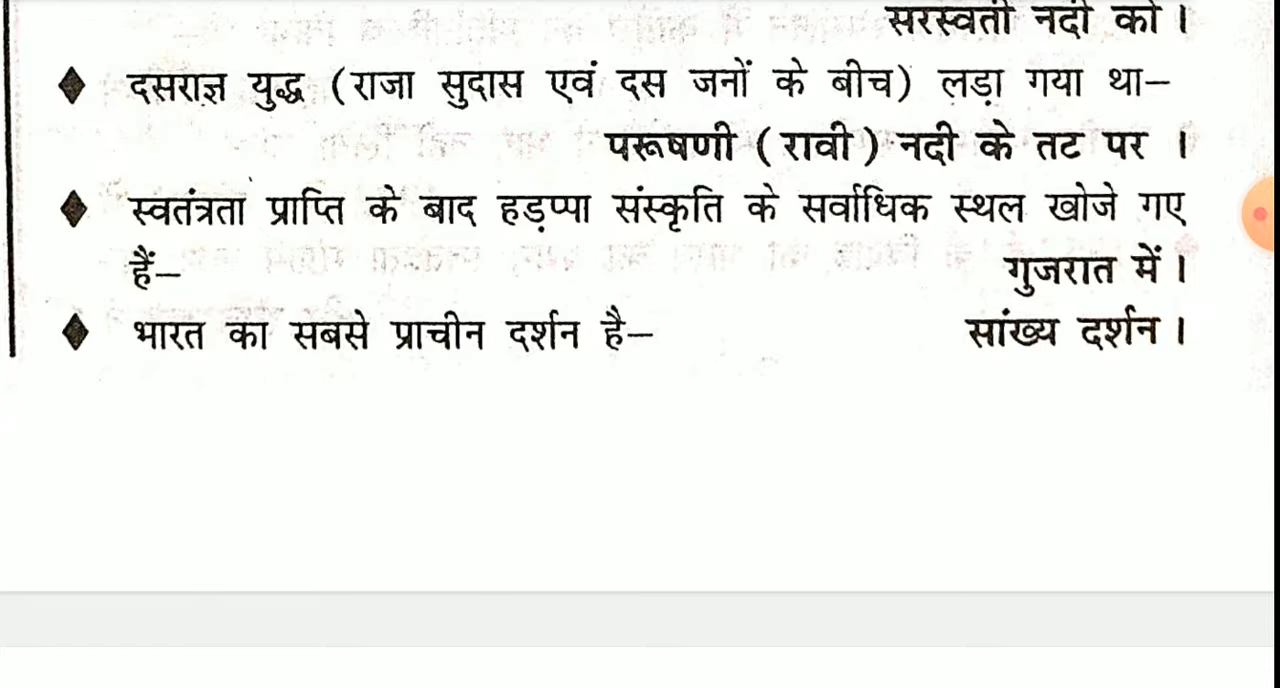 सरस्वती नदी को ।
दसराज्ञ युद्ध (राजा सुदास एवं दस जनों के बीच) लड़ा गया था–
परूषणी (रावी) नदी के तट पर ।
स्वतंत्रता प्राप्ति के बाद हड़प्पा संस्कृति के सर्वाधिक स्थल खोजे गए
हैं– गुजरात में ।
भारत का सबसे प्राचीन दर्शन है– सांख्य दर्शन ।